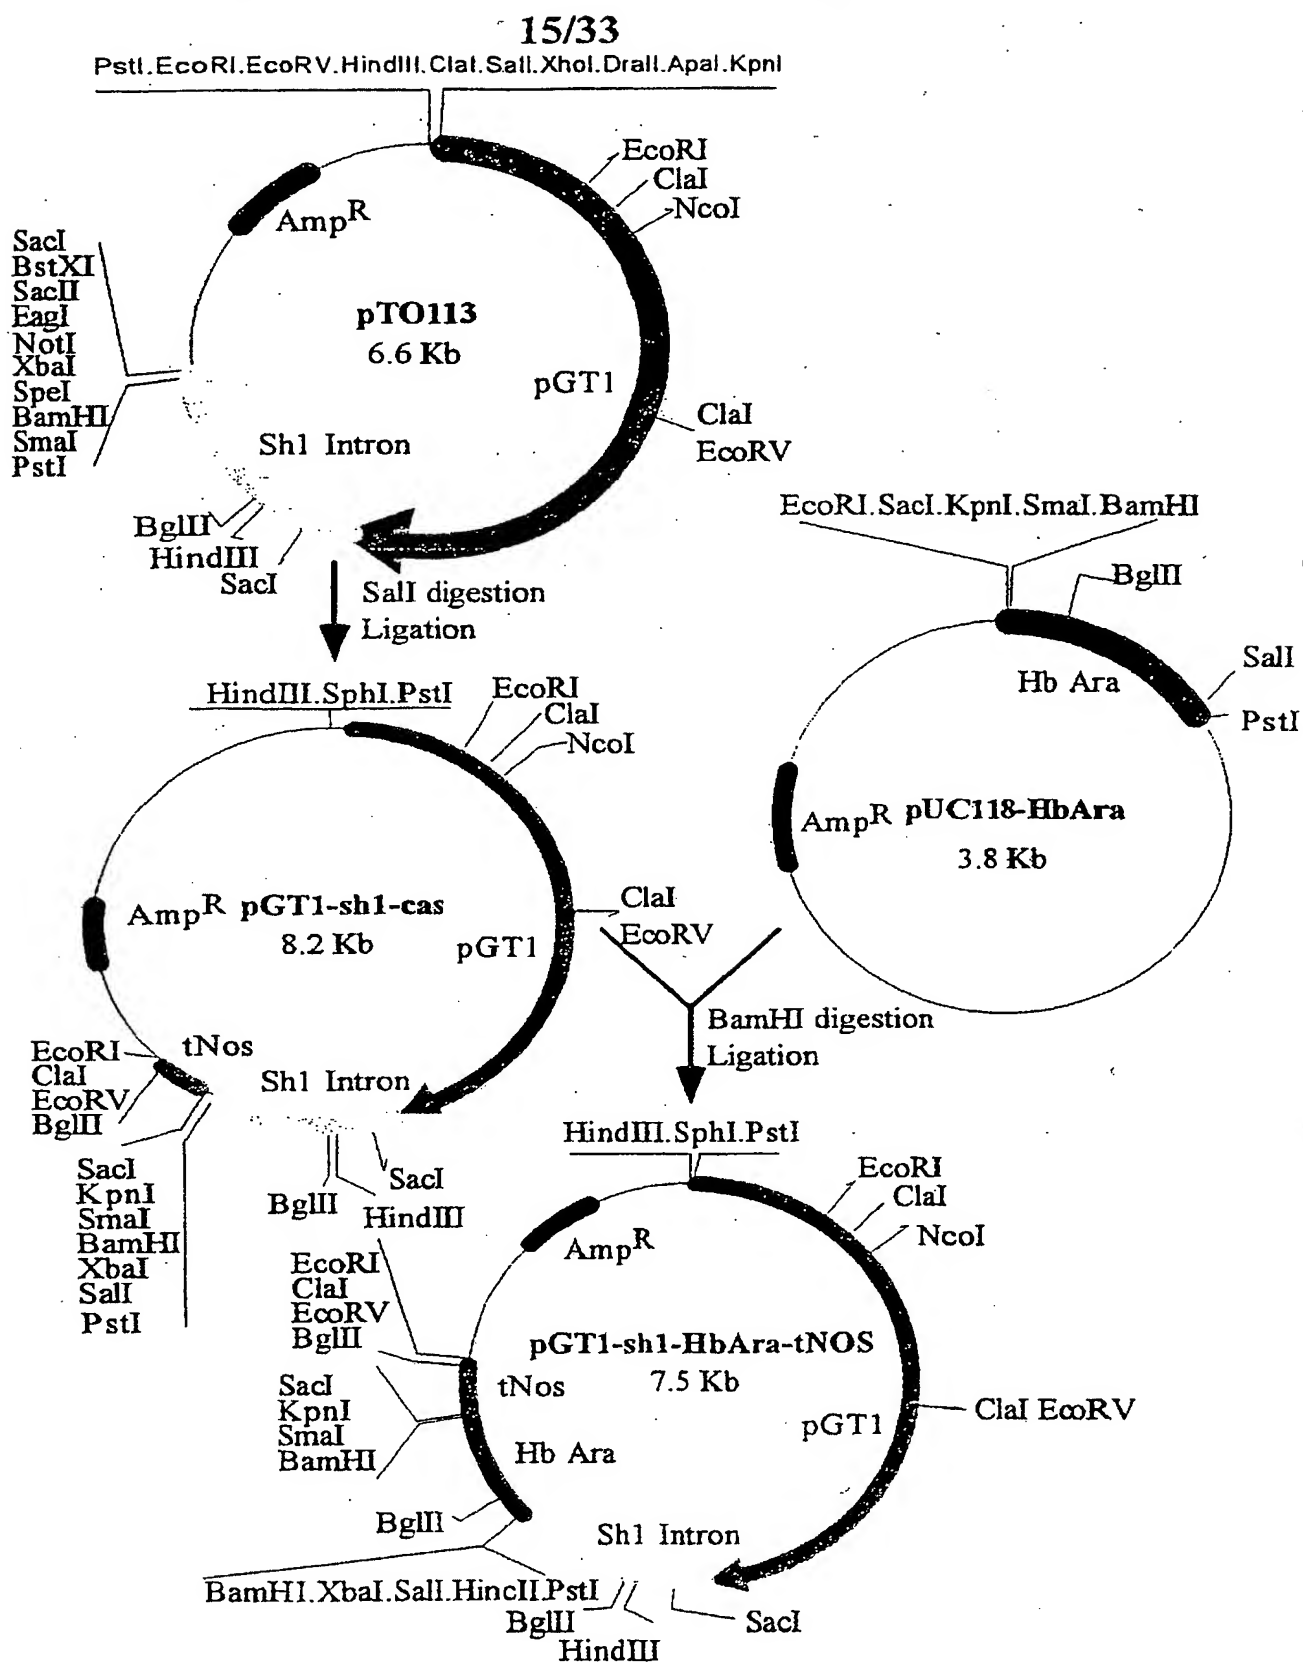 15/33
PstI.EcoRI.EcoRV.HindIII.ClaI.SalI.XhoI.DraII.ApaI.KpnI
EcoRI
ClaI
NcoI
AmpR
SacI
BstXI
SacII
EagI
NotI
XbaI
SpeI
BamHI
SmaI
PstI
pTO113
6.6 Kb
pGT1
ClaI
EcoRV
Sh1 Intron
BglII
HindIII
SacI
SalI digestion
Ligation
EcoRI.SacI.KpnI.SmaI.BamHI
BglII
SalI
Hb Ara
PstI
AmpR
pUC118-HbAra
3.8 Kb
HindIII.SphI.PstI
EcoRI
ClaI
NcoI
AmpR
pGT1-sh1-cas
8.2 Kb
pGT1
ClaI
EcoRV
BamHI digestion
Ligation
tNos
EcoRI
ClaI
EcoRV
BglII
Sh1 Intron
SacI
KpnI
SmaI
BamHI
XbaI
SalI
PstI
SacI
BglII
HindIII
HindIII.SphI.PstI
EcoRI
ClaI
NcoI
AmpR
EcoRI
ClaI
EcoRV
BglII
pGT1-sh1-HbAra-tNOS
7.5 Kb
tNos
SacI
KpnI
SmaI
BamHI
pGT1
ClaI EcoRV
Hb Ara
BglII
Sh1 Intron
BamHI.XbaI.SalI.HincII.PstI
BglII
HindIII
SacI